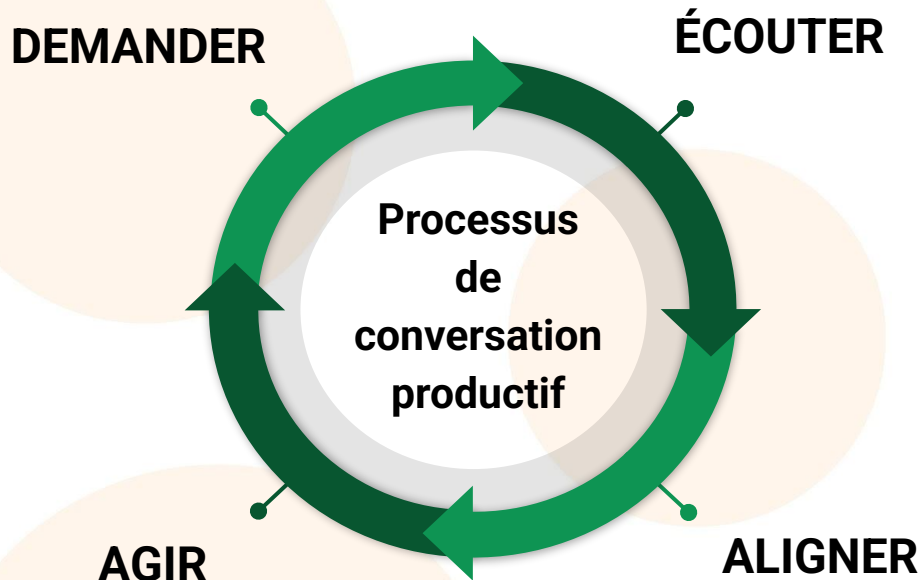 DEMANDER
ÉCOUTER
Processus
de
conversation
productif
AGIR
ALIGNER